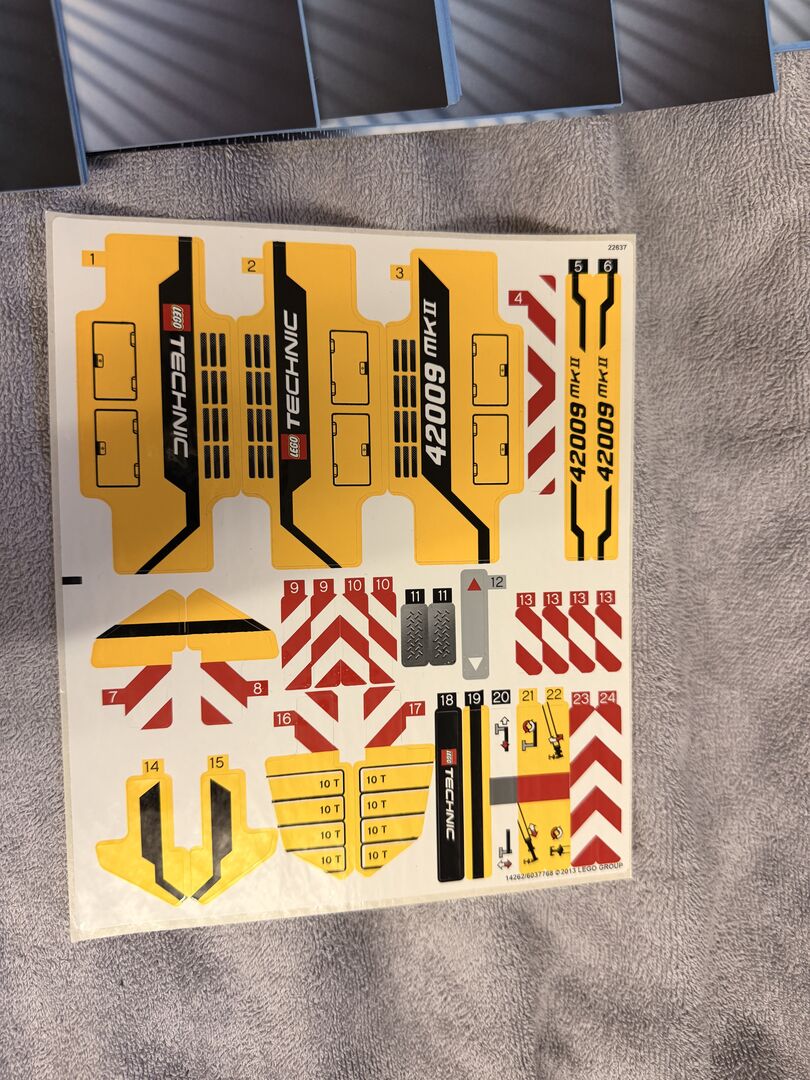 22637
1
2
3
4
5
6
LEGO TECHNIC
LEGO TECHNIC
42009 MK II
42009 MK II
42009 MK II
9
9
10
10
11
11
12
13
13
13
13
7
8
16
17
18
19
20
21
22
23
24
14
15
10 T
10 T
10 T
10 T
10 T
10 T
10 T
10 T
LEGO TECHNIC
14262/6037768 ©2013 LEGO GROUP